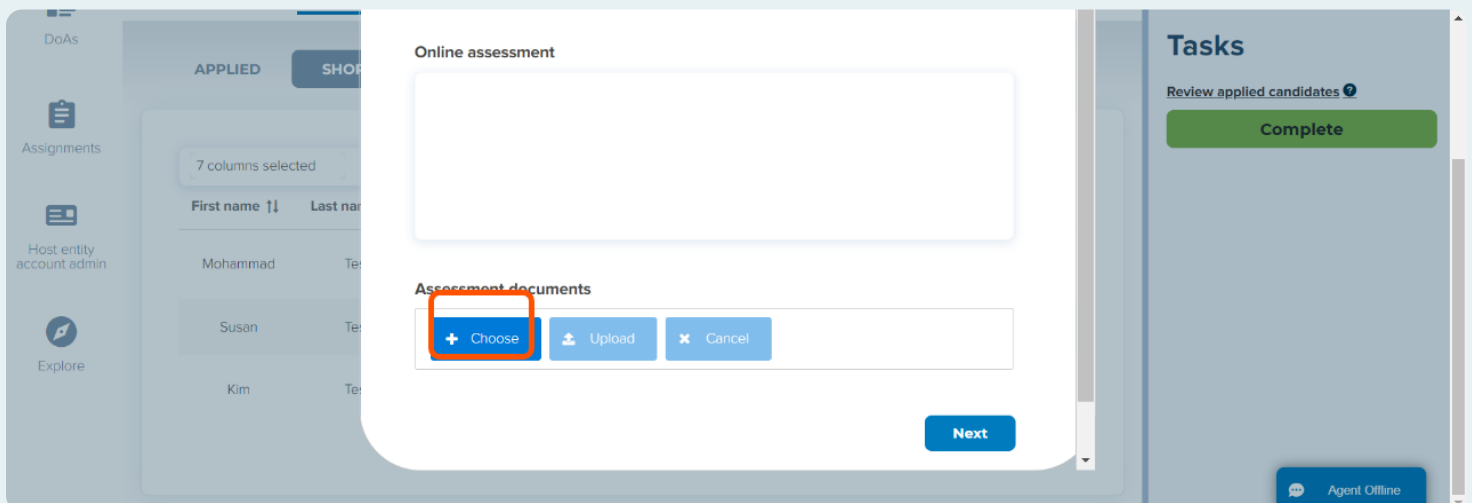 DoAs
Assignments
Host entity
account admin
Explore
APPLIED
7 columns selected
First name
Last
Mohammad
Susan
Kim
Online assessment
Assessment documents
Choose
Upload
Cancel
Next
Tasks
Review applied candidates
Complete
Agent Offline